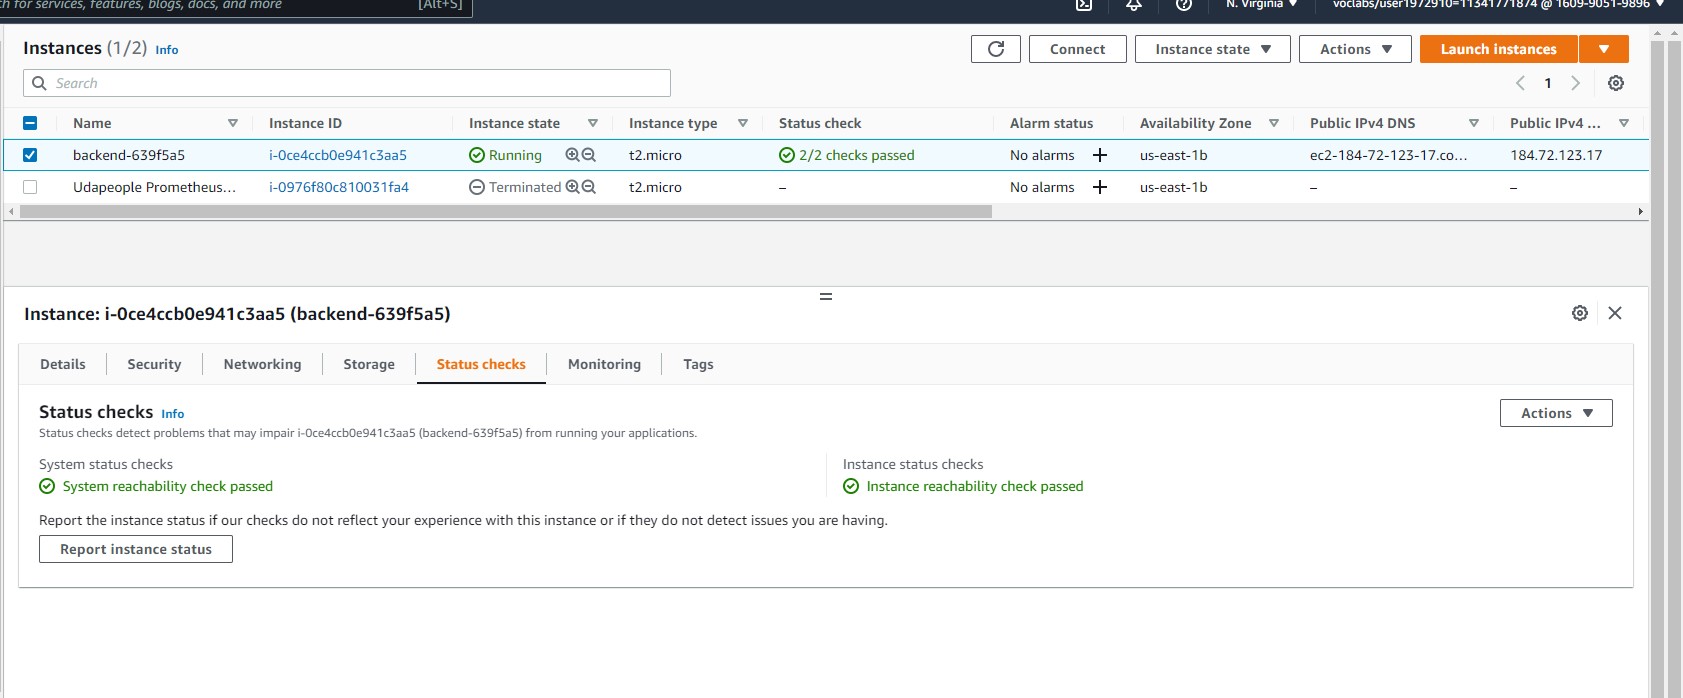 ch for services, features, blogs, docs, and more [Alt+S] N. Virginia voclabs/user1972910=11341771874 @ 1609-9051-9896
Instances (1/2) Info Connect Instance state Actions Launch instances
Search 1
Name Instance ID Instance state Instance type Status check Alarm status Availability Zone Public IPv4 DNS Public IPv4 ...
backend-639f5a5 i-0ce4ccb0e941c3aa5 Running t2.micro 2/2 checks passed No alarms us-east-1b ec2-184-72-123-17.co... 184.72.123.17
Udapeople Prometheus... i-0976f80c810031fa4 Terminated t2.micro – No alarms us-east-1b – –
Instance: i-0ce4ccb0e941c3aa5 (backend-639f5a5)
Details Security Networking Storage Status checks Monitoring Tags
Status checks Info Actions
Status checks detect problems that may impair i-0ce4ccb0e941c3aa5 (backend-639f5a5) from running your applications.
System status checks Instance status checks
System reachability check passed Instance reachability check passed
Report the instance status if our checks do not reflect your experience with this instance or if they do not detect issues you are having.
Report instance status